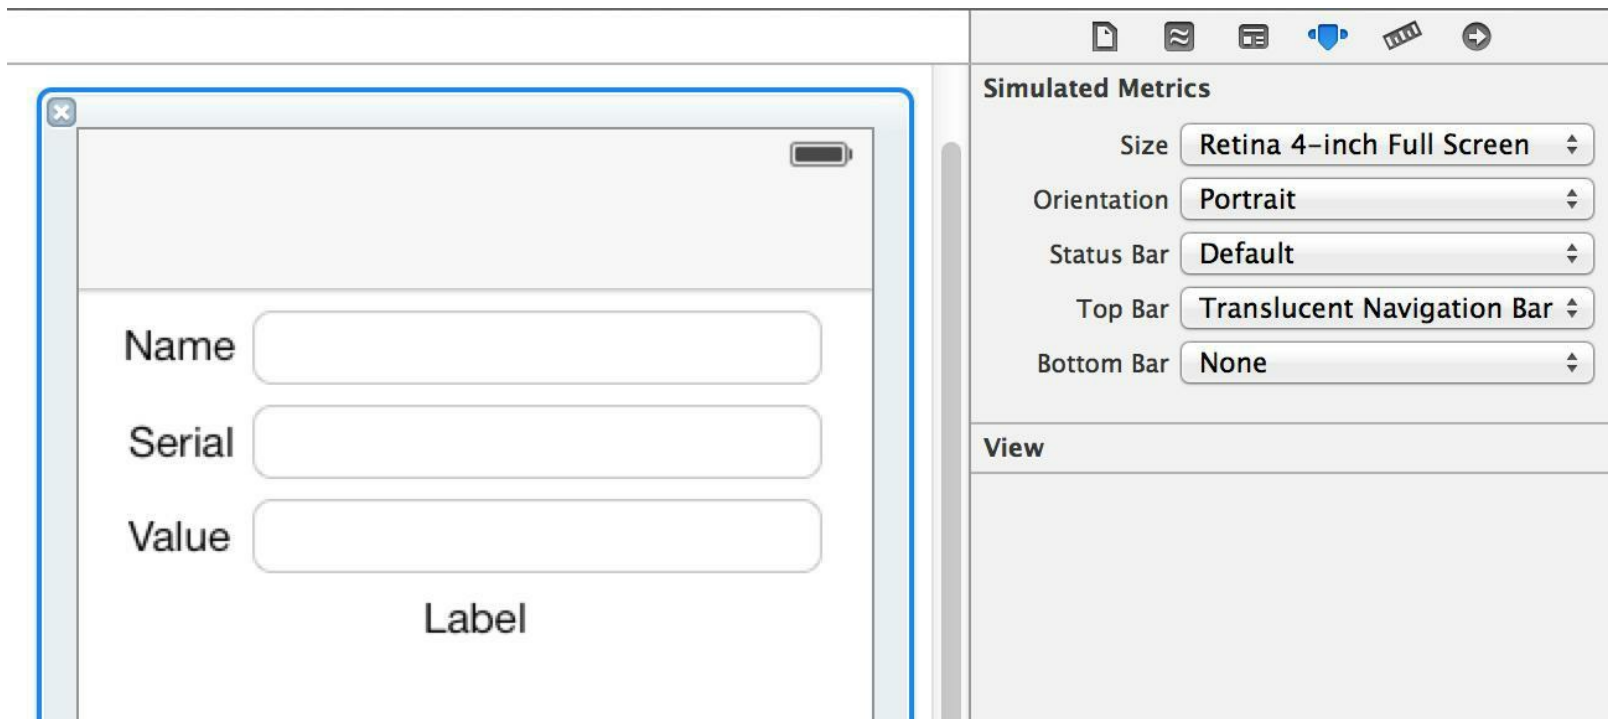 Simulated Metrics
Size Retina 4-inch Full Screen
Orientation Portrait
Status Bar Default
Top Bar Translucent Navigation Bar
Bottom Bar None
View
Name
Serial
Value
Label